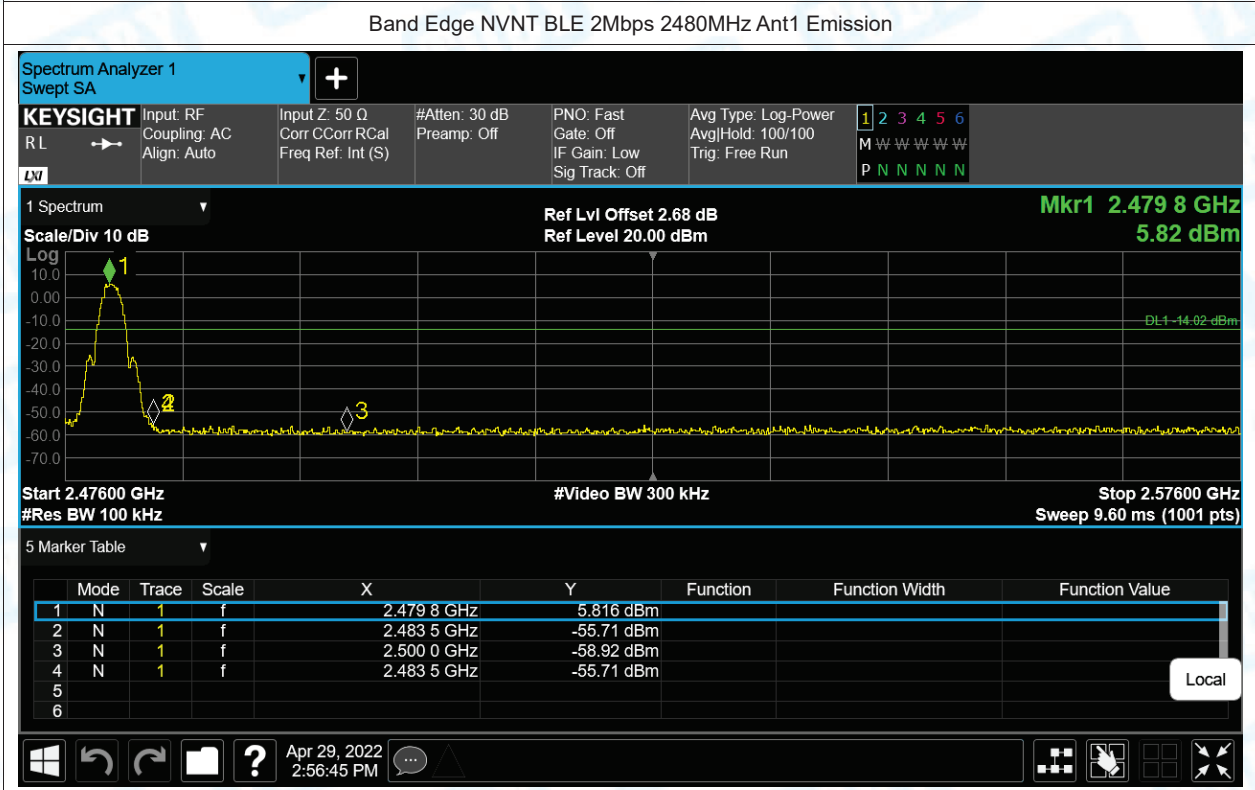 Band Edge NVNT BLE 2Mbps 2480MHz Ant1 Emission
Spectrum Analyzer 1
Swept SA
KEYSIGHT
RL
LXI
Input: RF
Coupling: AC
Align: Auto
Input Z: 50 Ω
Corr CCorr RCal
Freq Ref: Int (S)
#Atten: 30 dB
Preamp: Off
PNO: Fast
Gate: Off
IF Gain: Low
Sig Track: Off
Avg Type: Log-Power
Avg|Hold: 100/100
Trig: Free Run
1 2 3 4 5 6
M W W W W W
P N N N N N
1 Spectrum
Scale/Div 10 dB
Ref Lvl Offset 2.68 dB
Ref Level 20.00 dBm
Mkr1 2.479 8 GHz
5.82 dBm
Log
10.0
0.00
-10.0
-20.0
-30.0
-40.0
-50.0
-60.0
-70.0
1
2
3
DL1 -14.02 dBm
Start 2.47600 GHz
#Video BW 300 kHz
Stop 2.57600 GHz
#Res BW 100 kHz
Sweep 9.60 ms (1001 pts)
5 Marker Table
Mode Trace Scale X Y Function Function Width Function Value
1 N 1 f 2.479 8 GHz 5.816 dBm
2 N 1 f 2.483 5 GHz -55.71 dBm
3 N 1 f 2.500 0 GHz -58.92 dBm
4 N 1 f 2.483 5 GHz -55.71 dBm
5
6
Local
?
Apr 29, 2022
2:56:45 PM